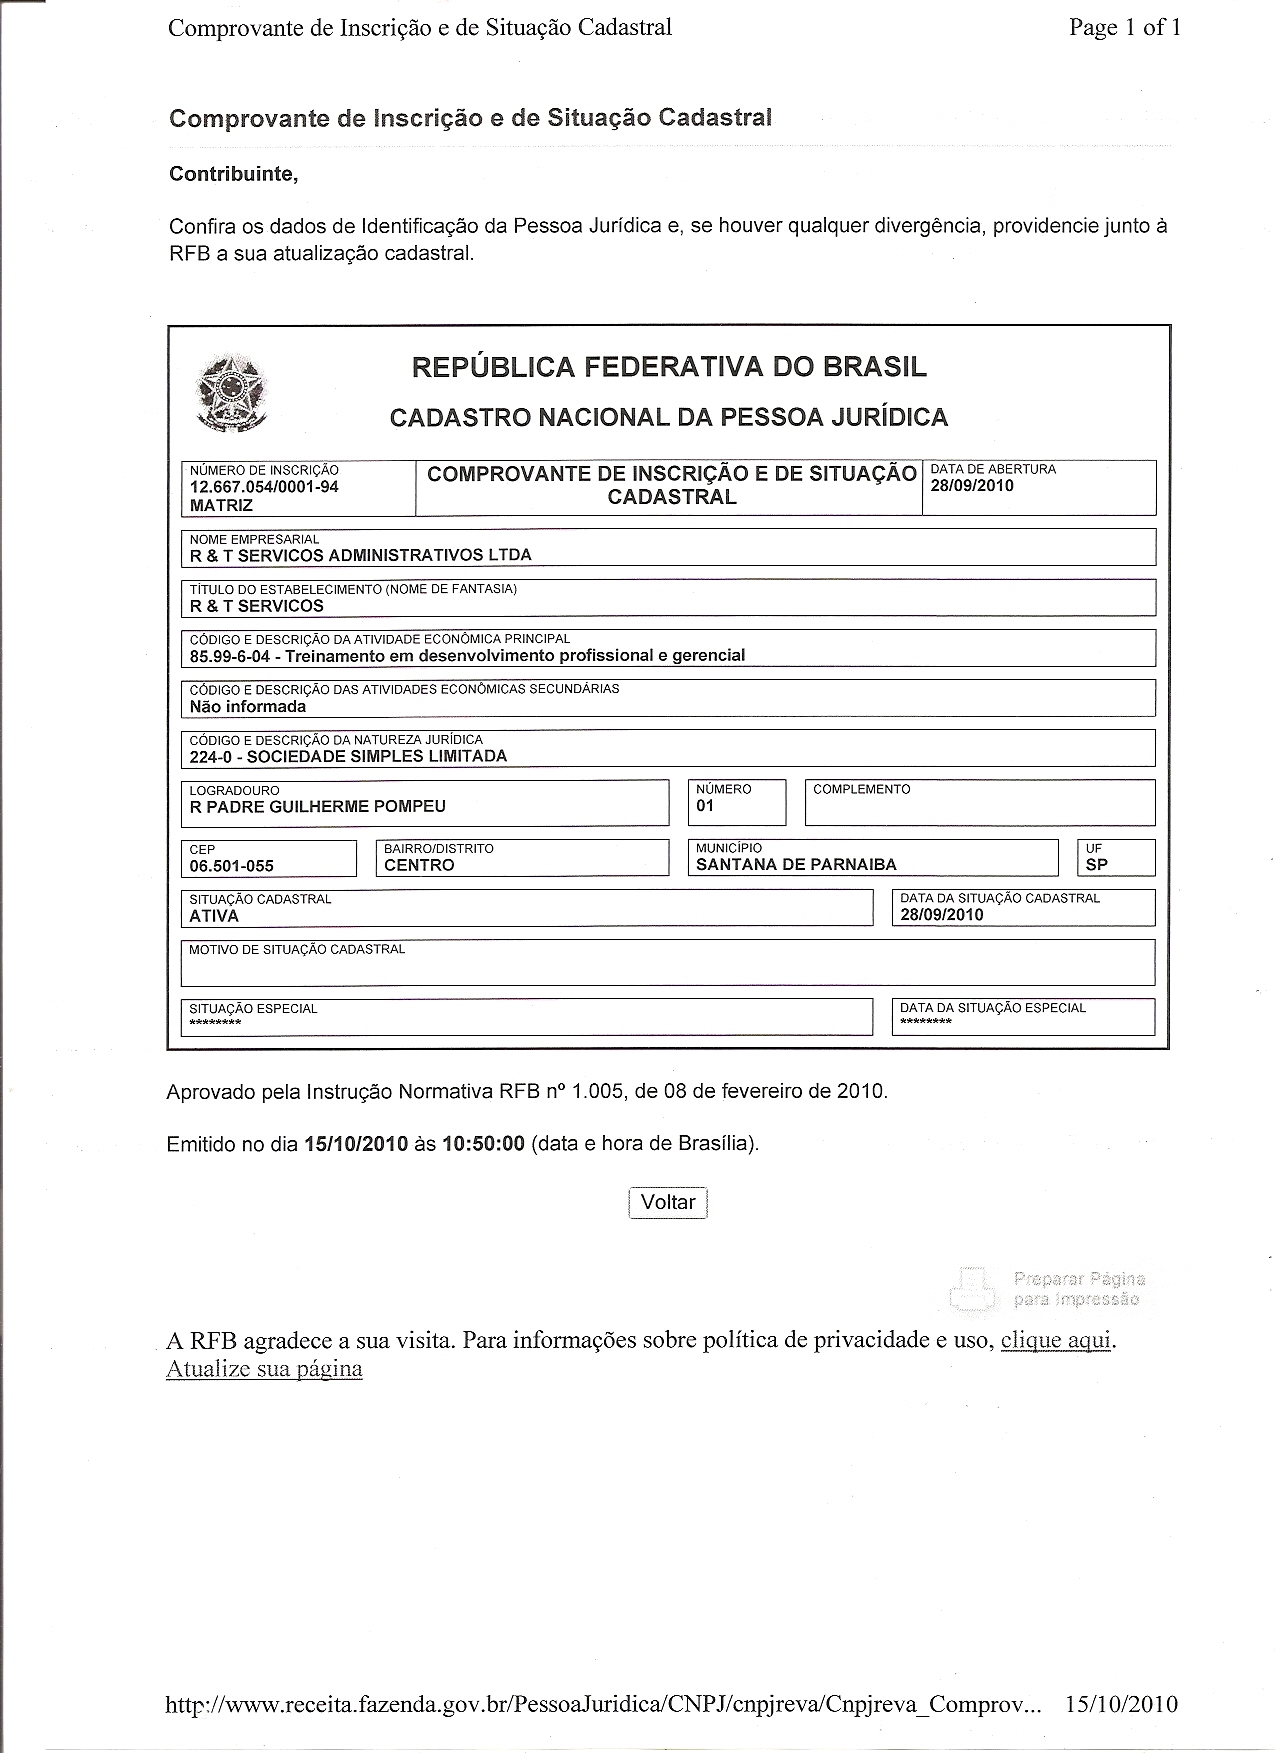 Comprovante de Inscrição e de Situação Cadastral Page 1 of 1
Comprovante de Inscrição e de Situação Cadastral
Contribuinte,
Confira os dados de Identificação da Pessoa Jurídica e, se houver qualquer divergência, providencie junto à
RFB a sua atualização cadastral.
REPÚBLICA FEDERATIVA DO BRASIL
CADASTRO NACIONAL DA PESSOA JURÍDICA
NÚMERO DE INSCRIÇÃO
12.667.054/0001-94
MATRIZ
COMPROVANTE DE INSCRIÇÃO E DE SITUAÇÃO
CADASTRAL
DATA DE ABERTURA
28/09/2010
NOME EMPRESARIAL
R & T SERVICOS ADMINISTRATIVOS LTDA
TÍTULO DO ESTABELECIMENTO (NOME DE FANTASIA)
R & T SERVICOS
CÓDIGO E DESCRIÇÃO DA ATIVIDADE ECONÔMICA PRINCIPAL
85.99-6-04 - Treinamento em desenvolvimento profissional e gerencial
CÓDIGO E DESCRIÇÃO DAS ATIVIDADES ECONÔMICAS SECUNDÁRIAS
Não informada
CÓDIGO E DESCRIÇÃO DA NATUREZA JURÍDICA
224-0 - SOCIEDADE SIMPLES LIMITADA
LOGRADOURO
R PADRE GUILHERME POMPEU
NÚMERO
01
COMPLEMENTO
CEP
06.501-055
BAIRRO/DISTRITO
CENTRO
MUNICÍPIO
SANTANA DE PARNAIBA
UF
SP
SITUAÇÃO CADASTRAL
ATIVA
DATA DA SITUAÇÃO CADASTRAL
28/09/2010
MOTIVO DE SITUAÇÃO CADASTRAL
SITUAÇÃO ESPECIAL
********
DATA DA SITUAÇÃO ESPECIAL
********
Aprovado pela Instrução Normativa RFB nº 1.005, de 08 de fevereiro de 2010.
Emitido no dia 15/10/2010 às 10:50:00 (data e hora de Brasília).
Voltar
Preparar Página
para Impressão
A RFB agradece a sua visita. Para informações sobre política de privacidade e uso, clique aqui.
Atualize sua página
http://www.receita.fazenda.gov.br/PessoaJuridica/CNPJ/cnpjreva/Cnpjreva_Comprov... 15/10/2010